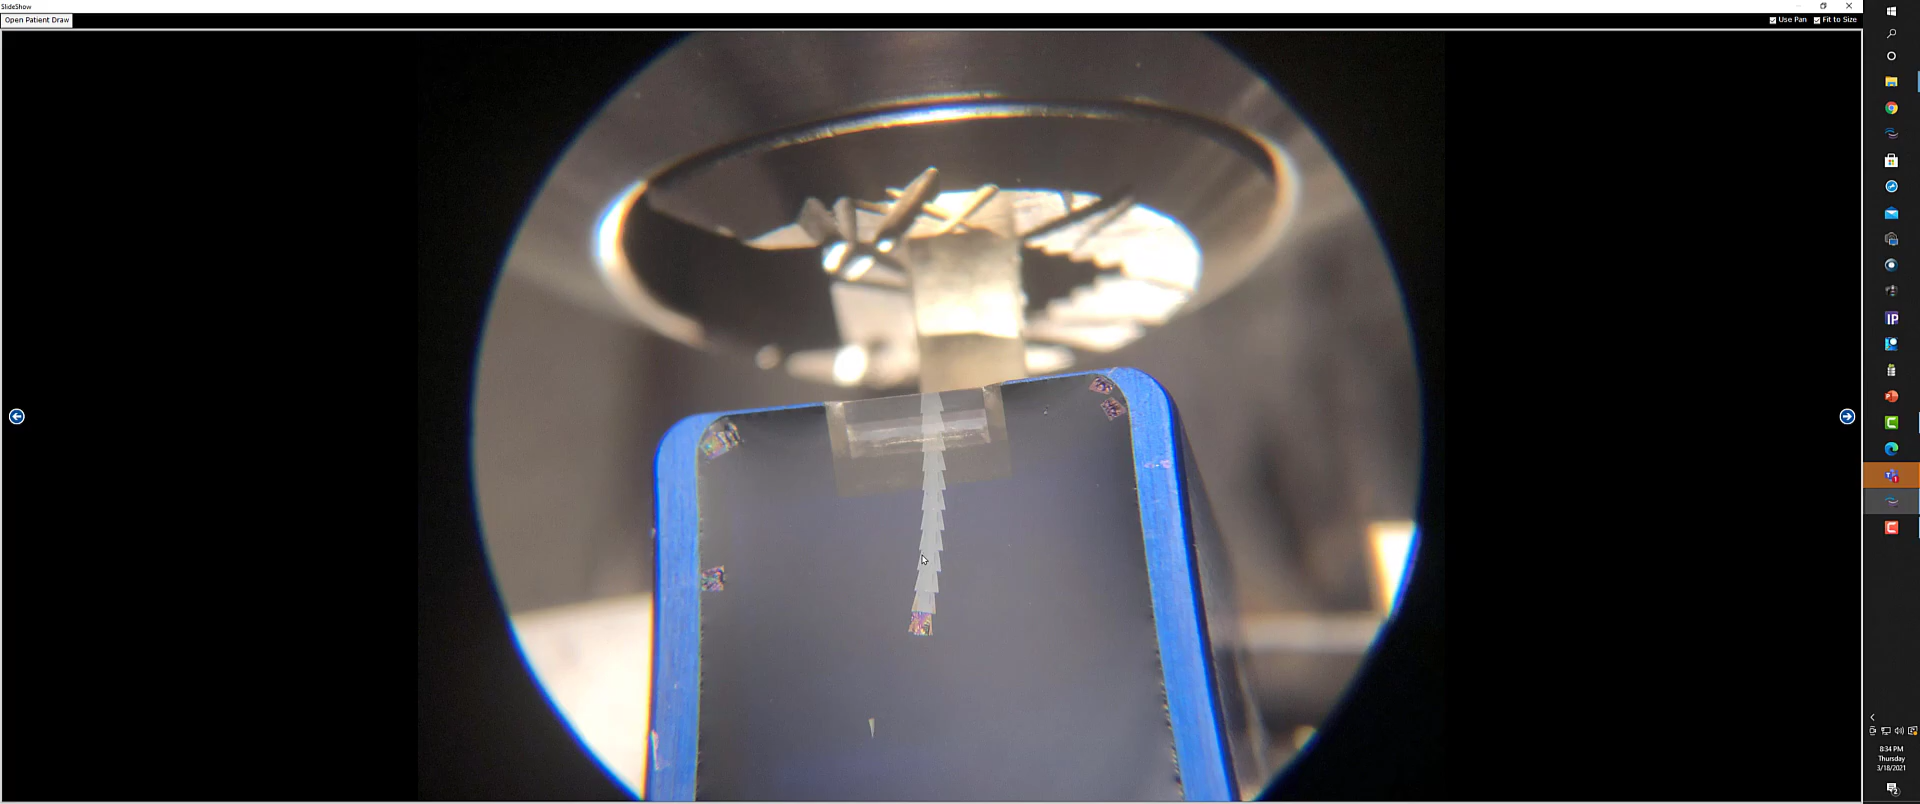 SlideShow
Open Patient Draw
Use Pan
Fit to Size
IP
8:34 PM
Thursday
3/18/2021